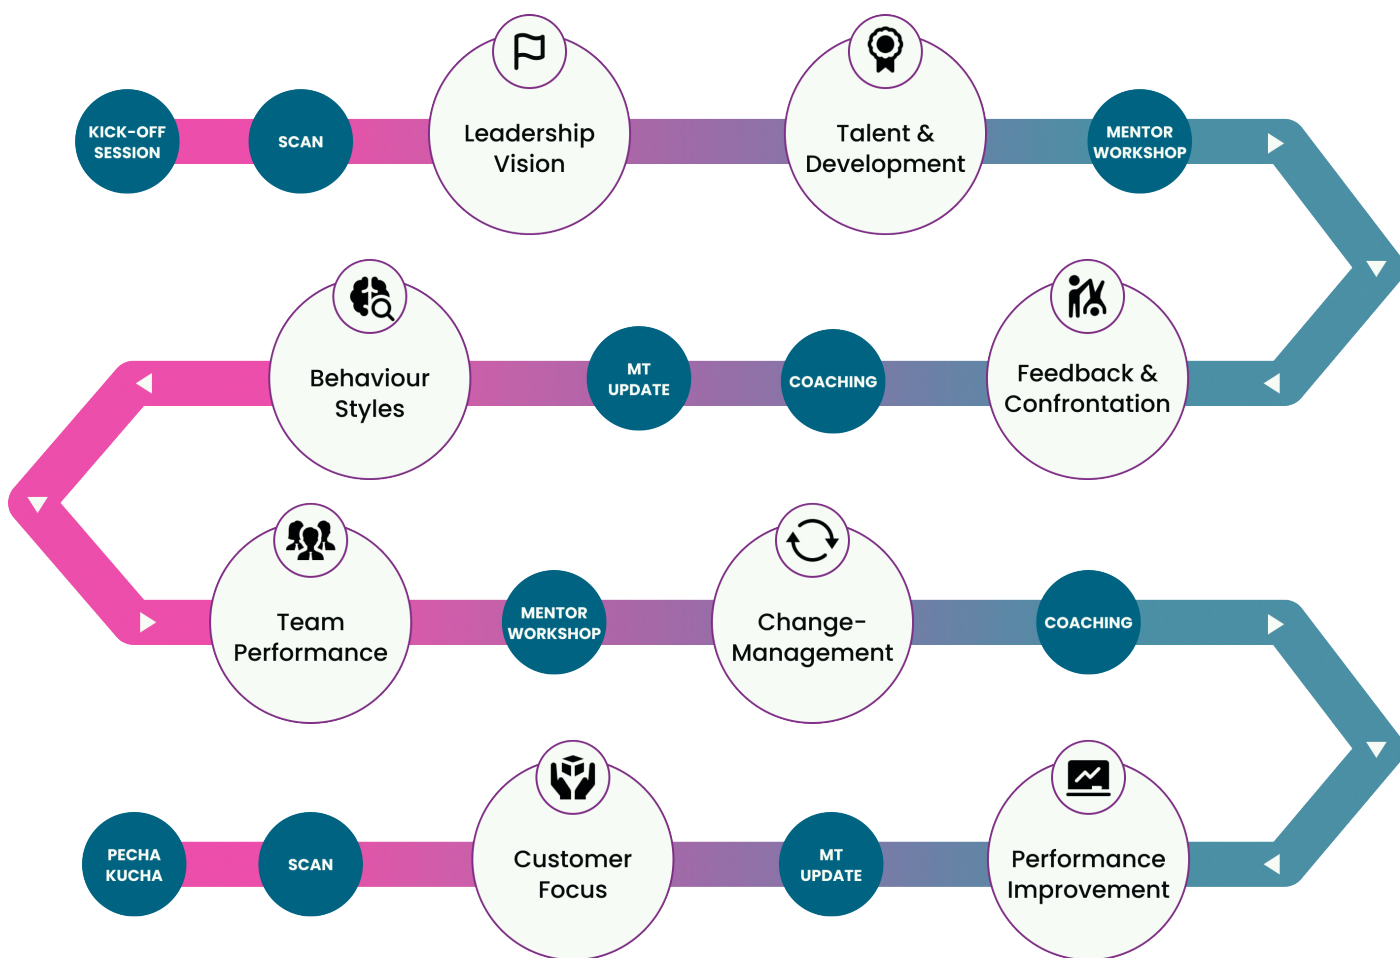 KICK-OFF
SESSION
SCAN
Leadership
Vision
Talent &
Development
MENTOR
WORKSHOP
Behaviour
Styles
MT
UPDATE
COACHING
Feedback &
Confrontation
Team
Performance
MENTOR
WORKSHOP
Change-
Management
COACHING
PECHA
KUCHA
SCAN
Customer
Focus
MT
UPDATE
Performance
Improvement